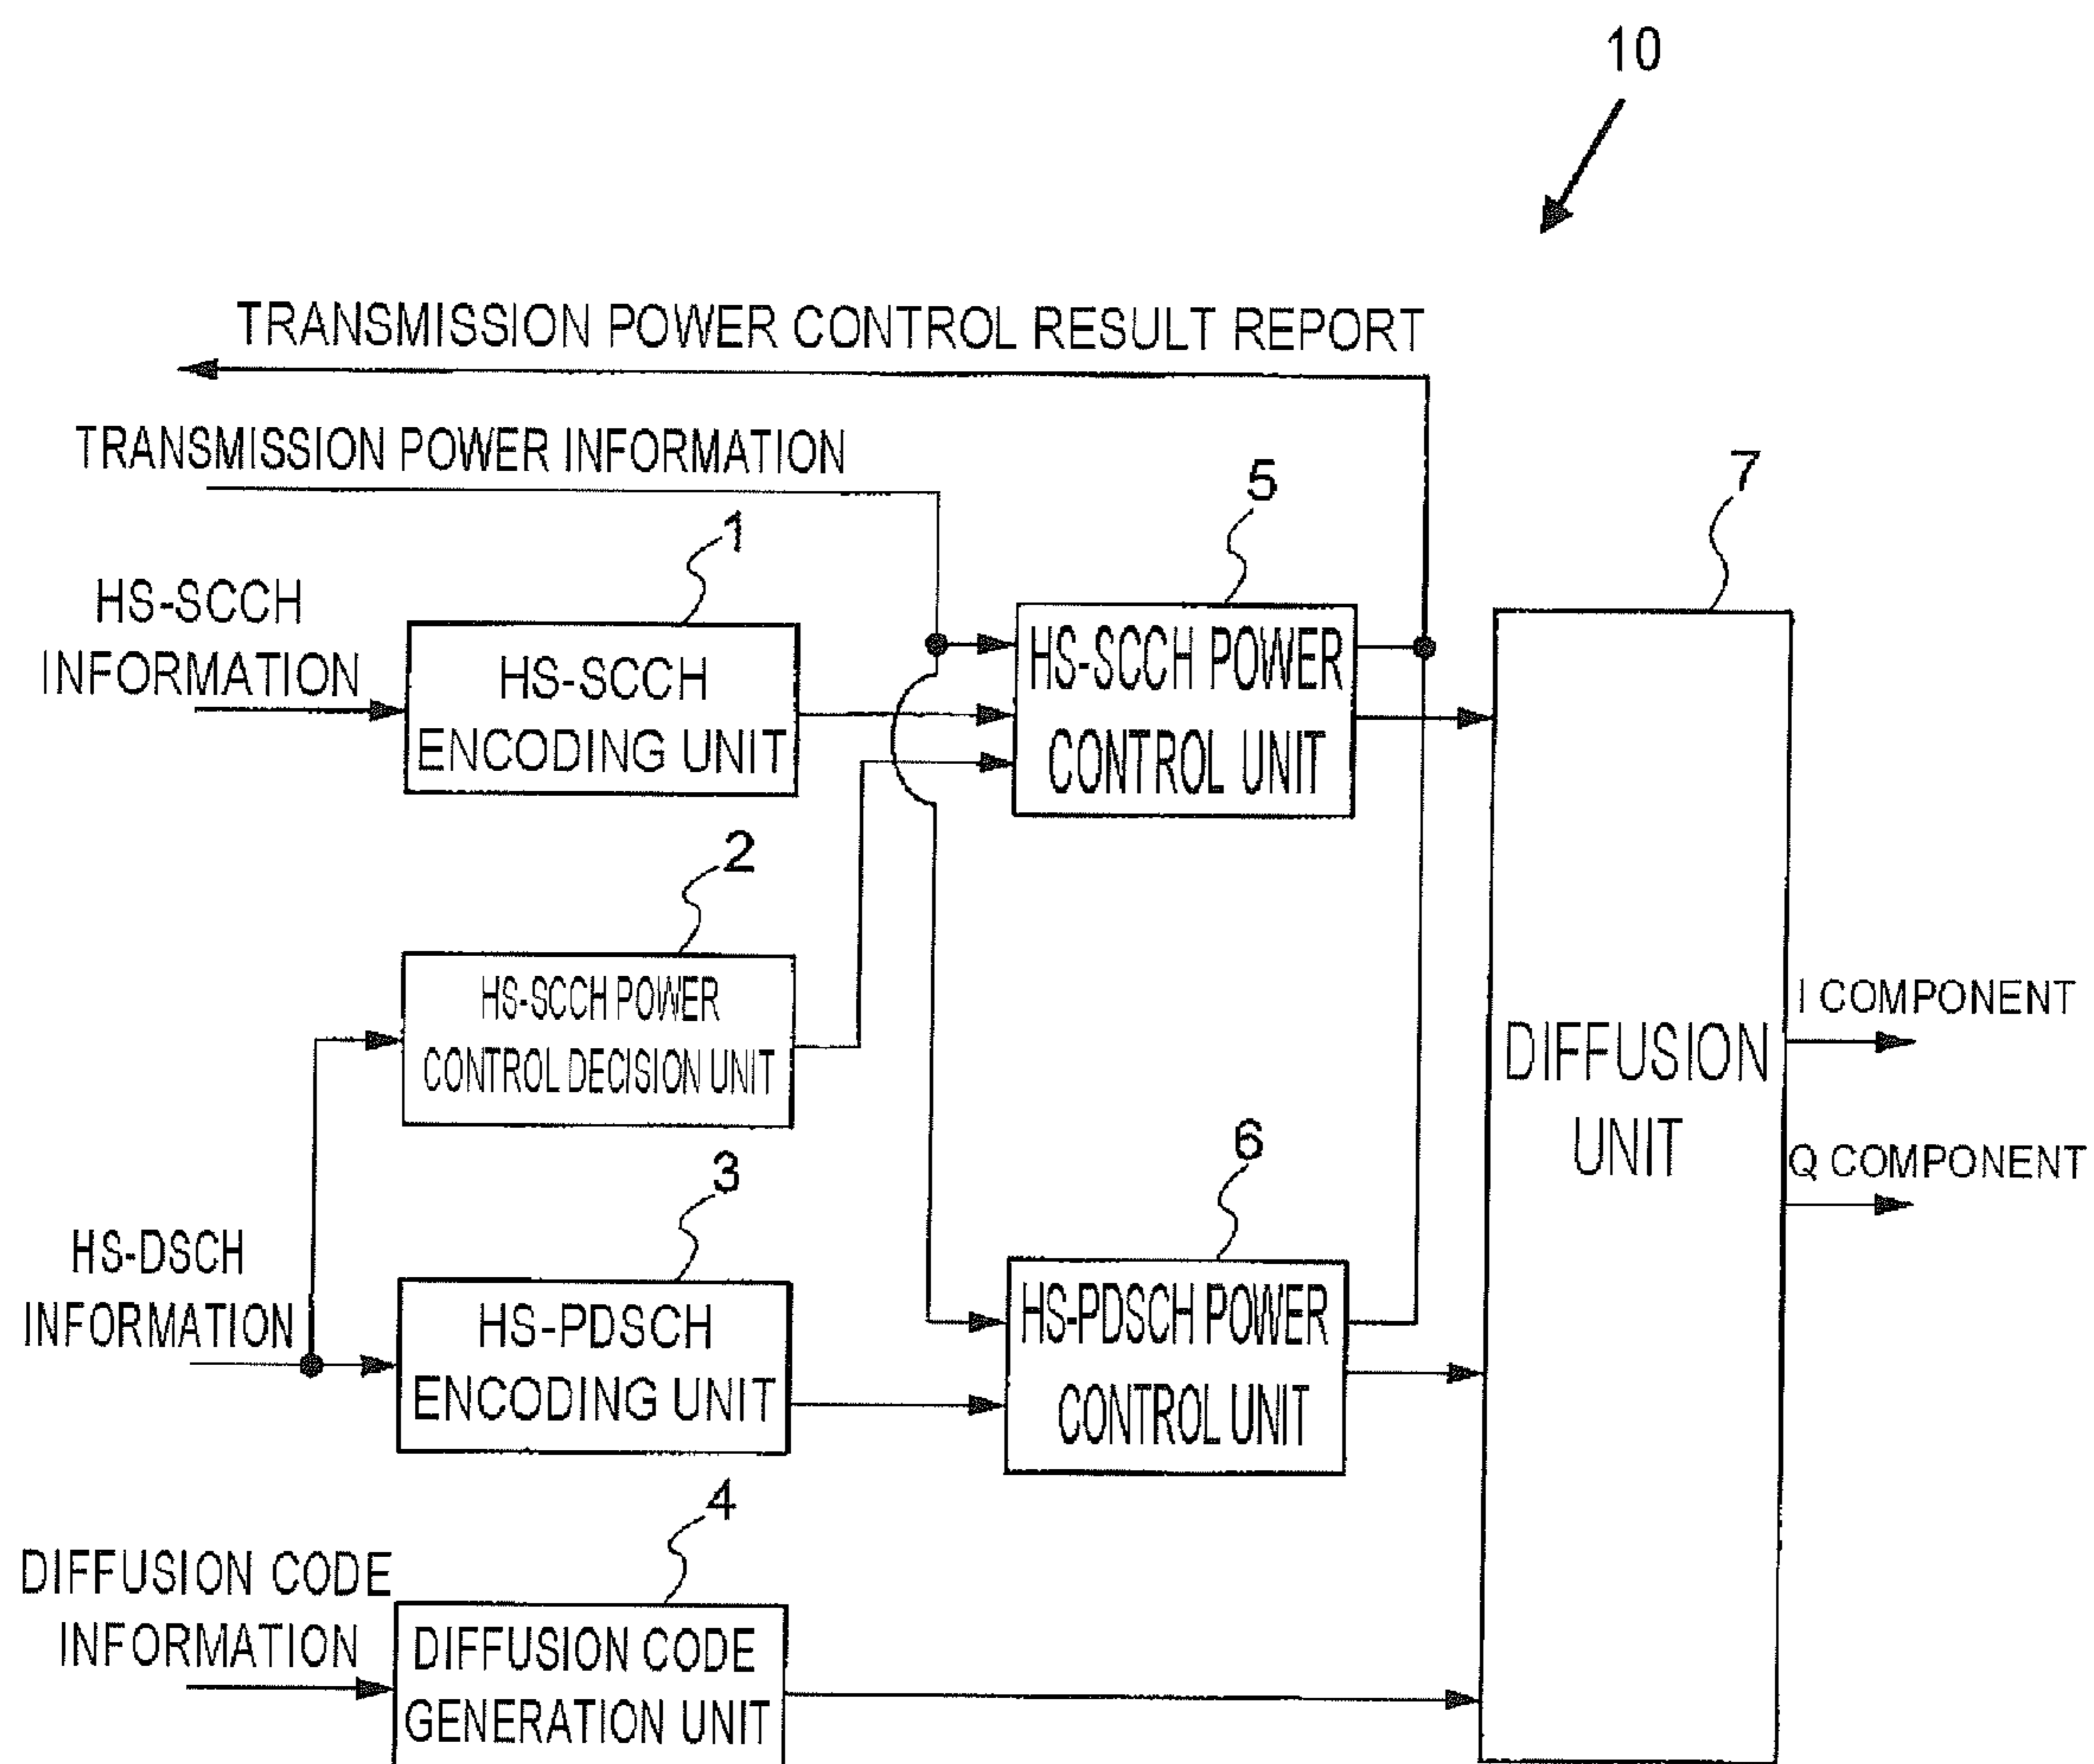 10
TRANSMISSION POWER CONTROL RESULT REPORT
TRANSMISSION POWER INFORMATION
1
5
7
HS-SCCH
INFORMATION
HS-SCCH
ENCODING UNIT
HS-SCCH POWER
CONTROL UNIT
2
HS-SCCH POWER
CONTROL DECISION UNIT
I COMPONENT
DIFFUSION
UNIT
Q COMPONENT
3
6
HS-DSCH
INFORMATION
HS-PDSCH
ENCODING UNIT
HS-PDSCH POWER
CONTROL UNIT
4
DIFFUSION CODE
INFORMATION
DIFFUSION CODE
GENERATION UNIT